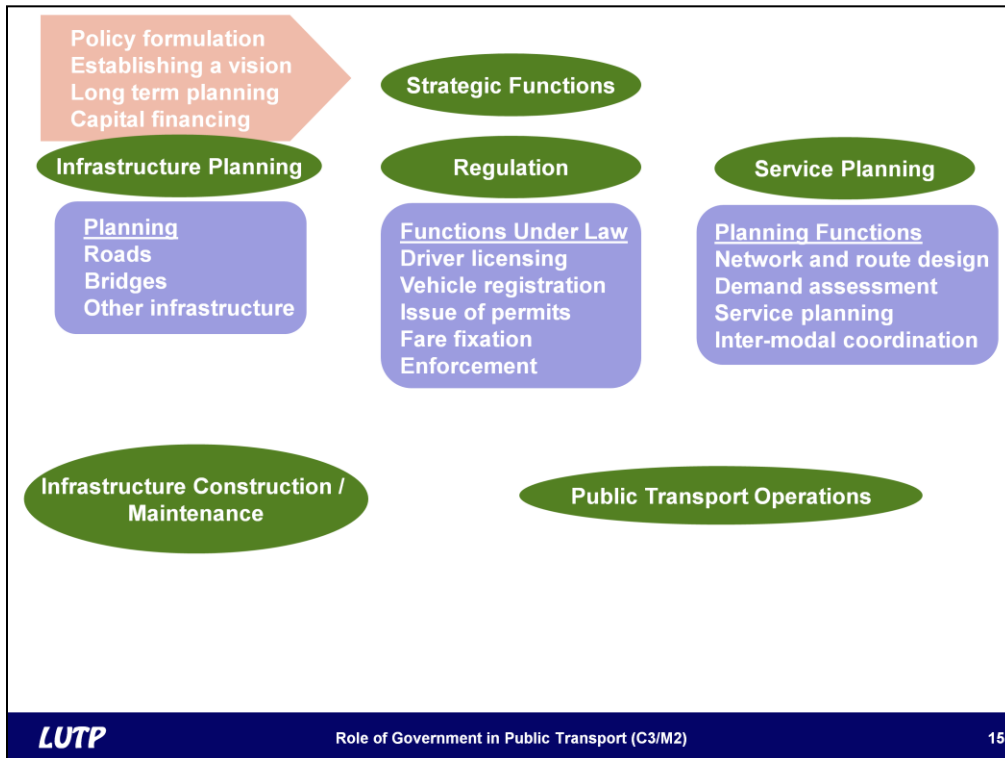 Policy formulation
Establishing a vision
Long term planning
Capital financing
Strategic Functions
Infrastructure Planning
Regulation
Service Planning
Planning
Roads
Bridges
Other infrastructure
Functions Under Law
Driver licensing
Vehicle registration
Issue of permits
Fare fixation
Enforcement
Planning Functions
Network and route design
Demand assessment
Service planning
Inter-modal coordination
Infrastructure Construction /
Maintenance
Public Transport Operations
LUTP
Role of Government in Public Transport (C3/M2)
15